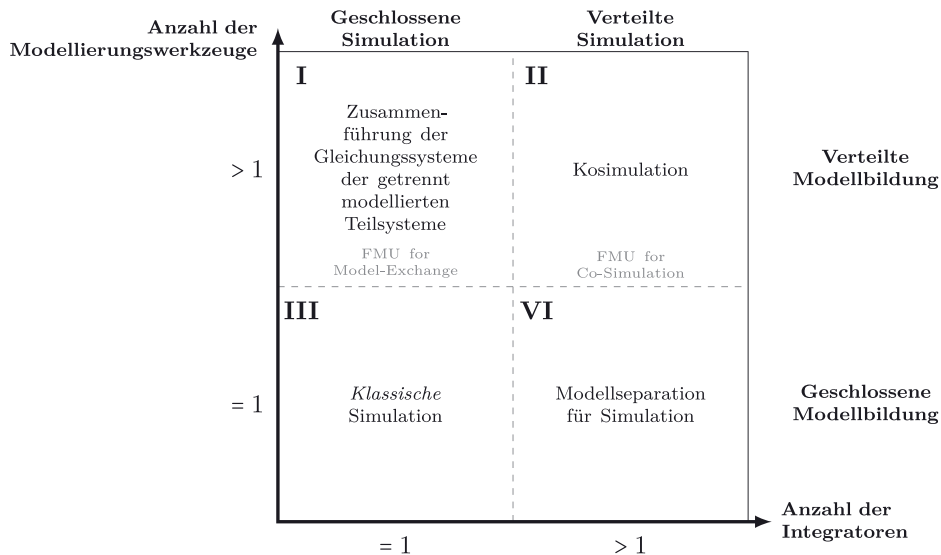 Anzahl der
Modellierungswerkzeuge
Geschlossene
Simulation
Verteilte
Simulation
I
II
Zusammen-
führung der
Gleichungssysteme
der getrennt
modellierten
Teilsysteme
FMU for
Model-Exchange
> 1
Kosimulation
FMU for
Co-Simulation
Verteilte
Modellbildung
III
VI
= 1
Klassische
Simulation
Modellseparation
für Simulation
Geschlossene
Modellbildung
= 1
> 1
Anzahl der
Integratoren